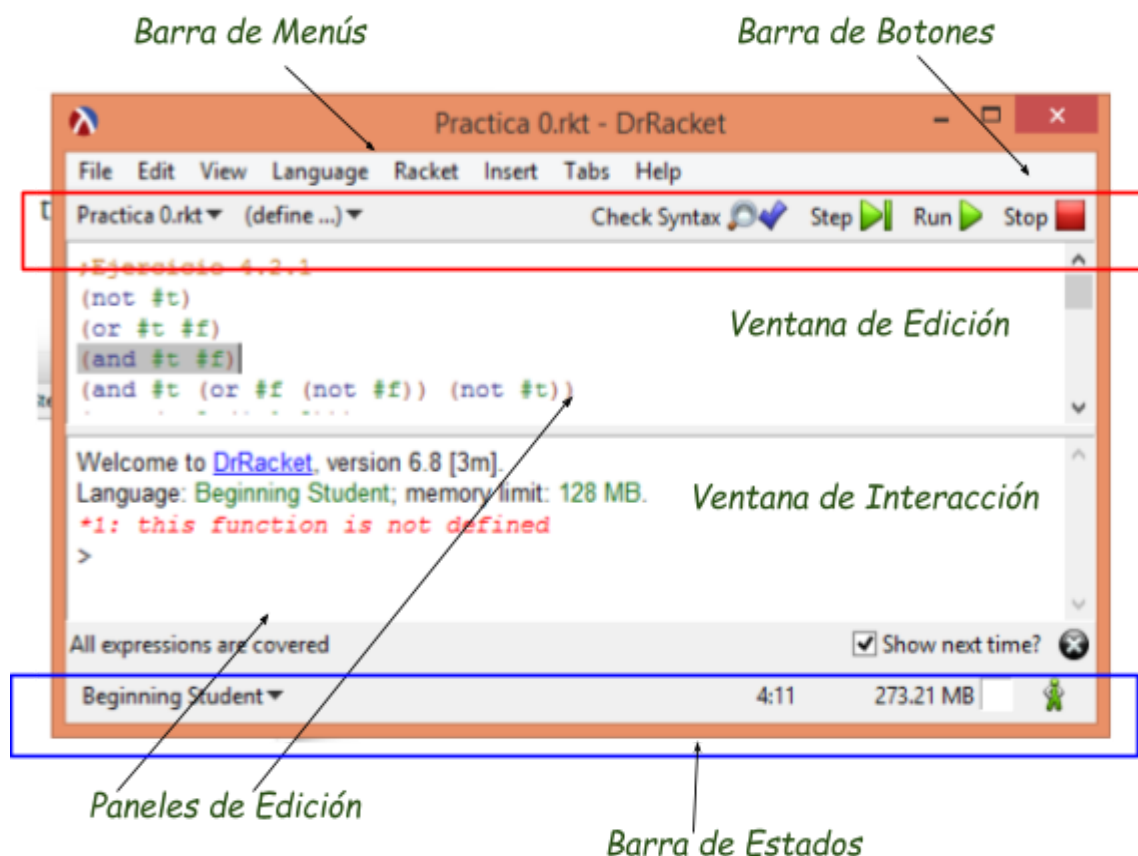 Barra de Menús
Barra de Botones
Practica 0.rkt - DrRacket
File Edit View Language Racket Insert Tabs Help
Practica 0.rkt (define ...) Check Syntax Step Run Stop
;Ejercicio 4.2.1
(not #t)
(or #t #f)
Ventana de Edición
(and #t #f)
(and #t (or #f (not #f)) (not #t))
Welcome to DrRacket, version 6.8 [3m].
Language: Beginning Student; memory limit: 128 MB.
Ventana de Interacción
*1: this function is not defined
>
All expressions are covered Show next time?
Beginning Student 4:11 273.21 MB
Paneles de Edición
Barra de Estados